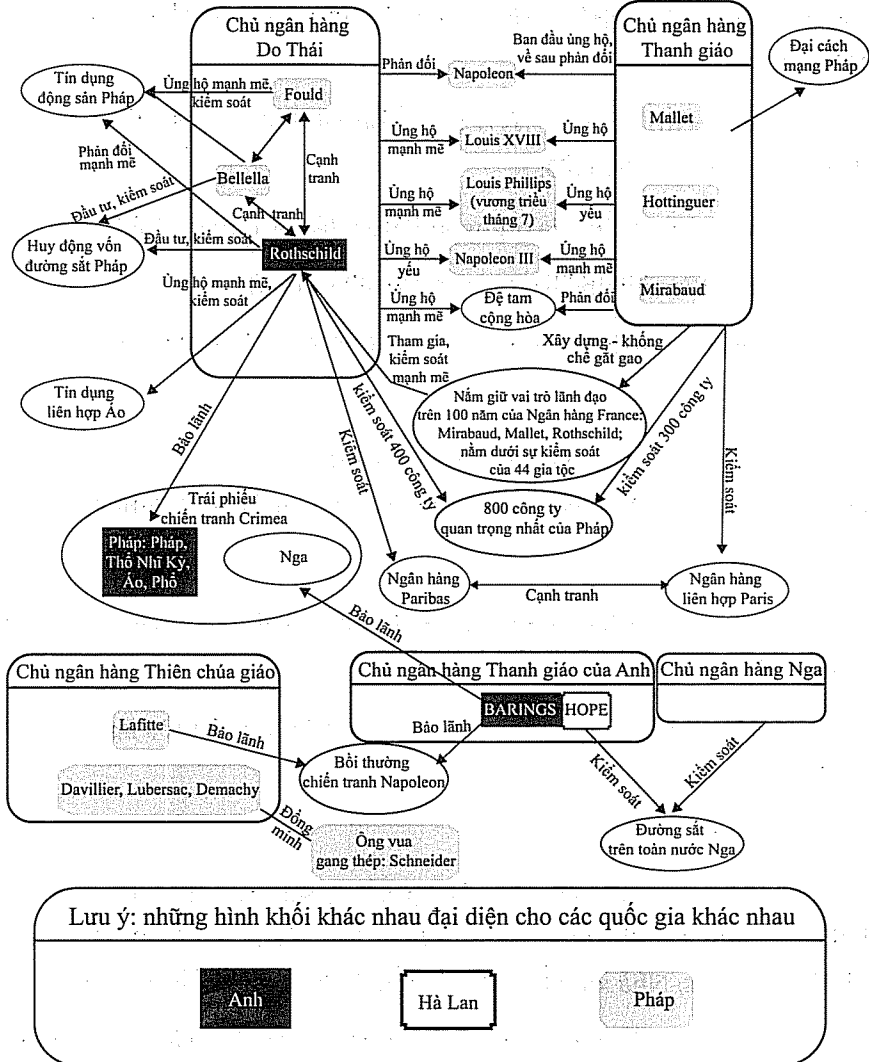 Chủ ngân hàng
Do Thái
Tín dụng
động sản Pháp
Ủng hộ mạnh mẽ,
kiểm soát
Fould
Phản đối
mạnh mẽ
Bellella
Cạnh
tranh
Đầu tư, kiểm soát
Cạnh tranh
Huy động vốn
đường sắt Pháp
Đầu tư, kiểm soát
Rothschild
Ủng hộ mạnh mẽ,
kiểm soát
Tín dụng
liên hợp Áo
Phản đối
Napoleon
Ban đầu ủng hộ,
về sau phản đối
Ủng hộ
mạnh mẽ
Louis XVIII
Ủng hộ
Ủng hộ
mạnh mẽ
Louis Phillips
(vương triều
tháng 7)
Ủng hộ
yếu
Ủng hộ
yếu
Napoleon III
Ủng hộ
mạnh mẽ
Ủng hộ
mạnh mẽ
Đệ tam
cộng hòa
Phản đối
Chủ ngân hàng
Thanh giáo
Mallet
Hottinguer
Mirabaud
Đại cách
mạng Pháp
Tham gia,
kiểm soát
mạnh mẽ
Xây dựng - khống
chế gắt gao
Nắm giữ vai trò lãnh đạo
trên 100 năm của Ngân hàng France:
Mirabaud, Mallet, Rothschild;
nằm dưới sự kiểm soát
của 44 gia tộc
Bảo lãnh
Kiểm soát
kiểm soát 400 công ty
kiểm soát 300 công ty
Kiểm soát
800 công ty
quan trọng nhất của Pháp
Trái phiếu
chiến tranh Crimea
Pháp: Pháp,
Thổ Nhĩ Kỳ,
Áo, Phổ
Nga
Ngân hàng
Paribas
Cạnh tranh
Ngân hàng
liên hợp Paris
Bảo lãnh
Chủ ngân hàng Thiên chúa giáo
Lafitte
Bảo lãnh
Davillier, Lubersac, Demachy
Đồng
minh
Ông vua
gang thép: Schneider
Chủ ngân hàng Thanh giáo của Anh
BARINGS
HOPE
Bảo lãnh
Bồi thường
chiến tranh Napoleon
Chủ ngân hàng Nga
Kiểm soát
Kiểm soát
Đường sắt
trên toàn nước Nga
Lưu ý: những hình khối khác nhau đại diện cho các quốc gia khác nhau
Anh
Hà Lan
Pháp